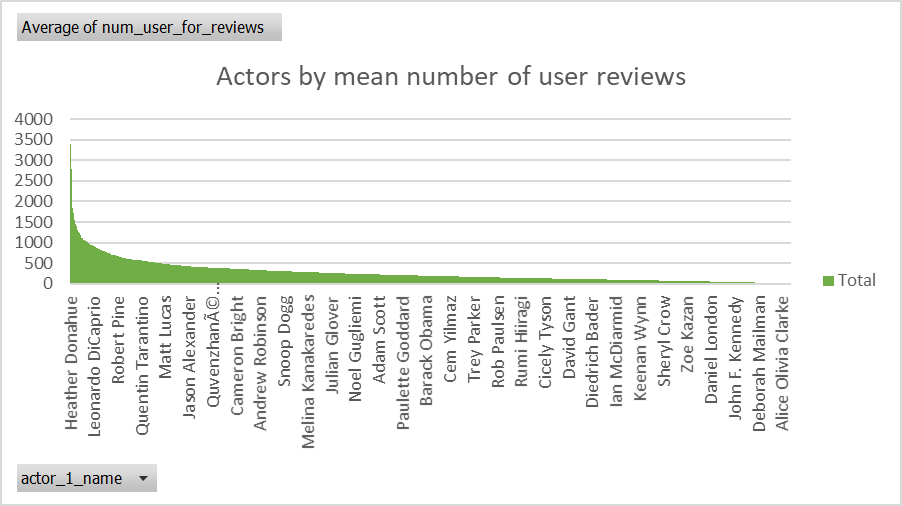 Average of num_user_for_reviews
Actors by mean number of user reviews
4000
3500
3000
2500
2000
1500
1000
500
0
Heather Donahue
Leonardo DiCaprio
Robert Pine
Quentin Tarantino
Matt Lucas
Jason Alexander
QuvenzhanÃ©…
Cameron Bright
Andrew Robinson
Snoop Dogg
Melina Kanakaredes
Julian Glover
Noel Gugliemi
Adam Scott
Paulette Goddard
Barack Obama
Cem Yilmaz
Trey Parker
Rob Paulsen
Rumi Hiiragi
Cicely Tyson
David Gant
Diedrich Bader
Ian McDiarmid
Keenan Wynn
Sheryl Crow
Zoe Kazan
Daniel London
John F. Kennedy
Deborah Mailman
Alice Olivia Clarke
Total
actor_1_name